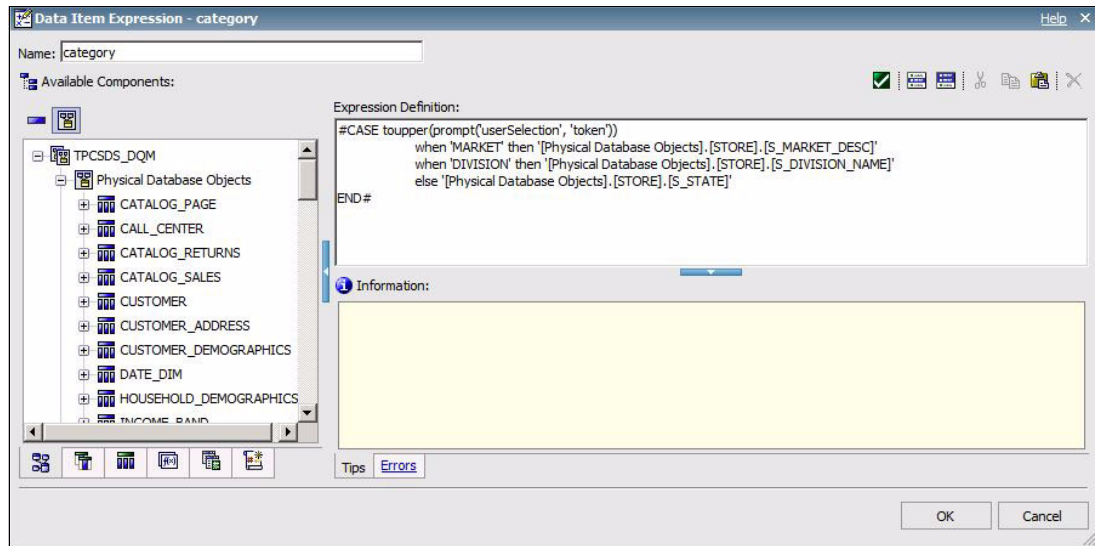 Data Item Expression - category
Help
Name: category
Available Components:
TPCSDS_DQM
Physical Database Objects
CATALOG_PAGE
CALL_CENTER
CATALOG_RETURNS
CATALOG_SALES
CUSTOMER
CUSTOMER_ADDRESS
CUSTOMER_DEMOGRAPHICS
DATE_DIM
HOUSEHOLD_DEMOGRAPHICS
INCOME_BAND
Expression Definition:
#CASE toupper(prompt('userSelection', 'token'))
when 'MARKET' then '[Physical Database Objects].[STORE].[S_MARKET_DESC]'
when 'DIVISION' then '[Physical Database Objects].[STORE].[S_DIVISION_NAME]'
else '[Physical Database Objects].[STORE].[S_STATE]'
END#
Information:
Tips Errors
OK Cancel